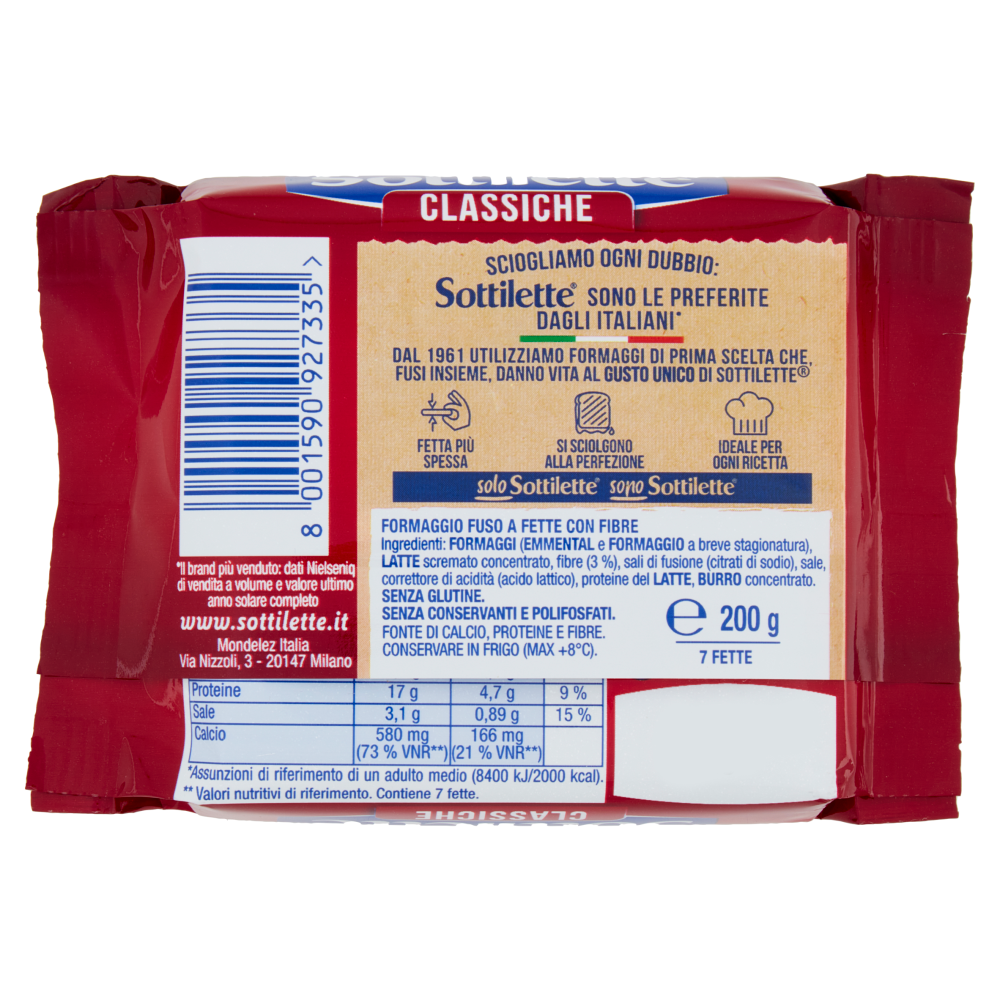 Sottilette
CLASSICHE
8 001590 927335 >
SCIOGLIAMO OGNI DUBBIO:
Sottilette® SONO LE PREFERITE
DAGLI ITALIANI*
DAL 1961 UTILIZZIAMO FORMAGGI DI PRIMA SCELTA CHE,
FUSI INSIEME, DANNO VITA AL GUSTO UNICO DI SOTTILETTE®
FETTA PIÙ
SPESSA
SI SCIOLGONO
ALLA PERFEZIONE
IDEALE PER
OGNI RICETTA
solo Sottilette® sono Sottilette®
*Il brand più venduto: dati Nielseniq
di vendita a volume e valore ultimo
anno solare completo
www.sottilette.it
Mondelez Italia
Via Nizzoli, 3 - 20147 Milano
FORMAGGIO FUSO A FETTE CON FIBRE
Ingredienti: FORMAGGI (EMMENTAL e FORMAGGIO a breve stagionatura),
LATTE scremato concentrato, fibre (3 %), sali di fusione (citrati di sodio), sale,
correttore di acidità (acido lattico), proteine del LATTE, BURRO concentrato.
SENZA GLUTINE.
SENZA CONSERVANTI E POLIFOSFATI.
FONTE DI CALCIO, PROTEINE E FIBRE.
CONSERVARE IN FRIGO (MAX +8°C).
℮ 200 g
7 FETTE
Proteine 17 g 4,7 g 9 %
Sale 3,1 g 0,89 g 15 %
Calcio 580 mg 166 mg
(73 % VNR**) (21 % VNR**)
*Assunzioni di riferimento di un adulto medio (8400 kJ/2000 kcal).
** Valori nutritivi di riferimento. Contiene 7 fette.
CLASSICHE